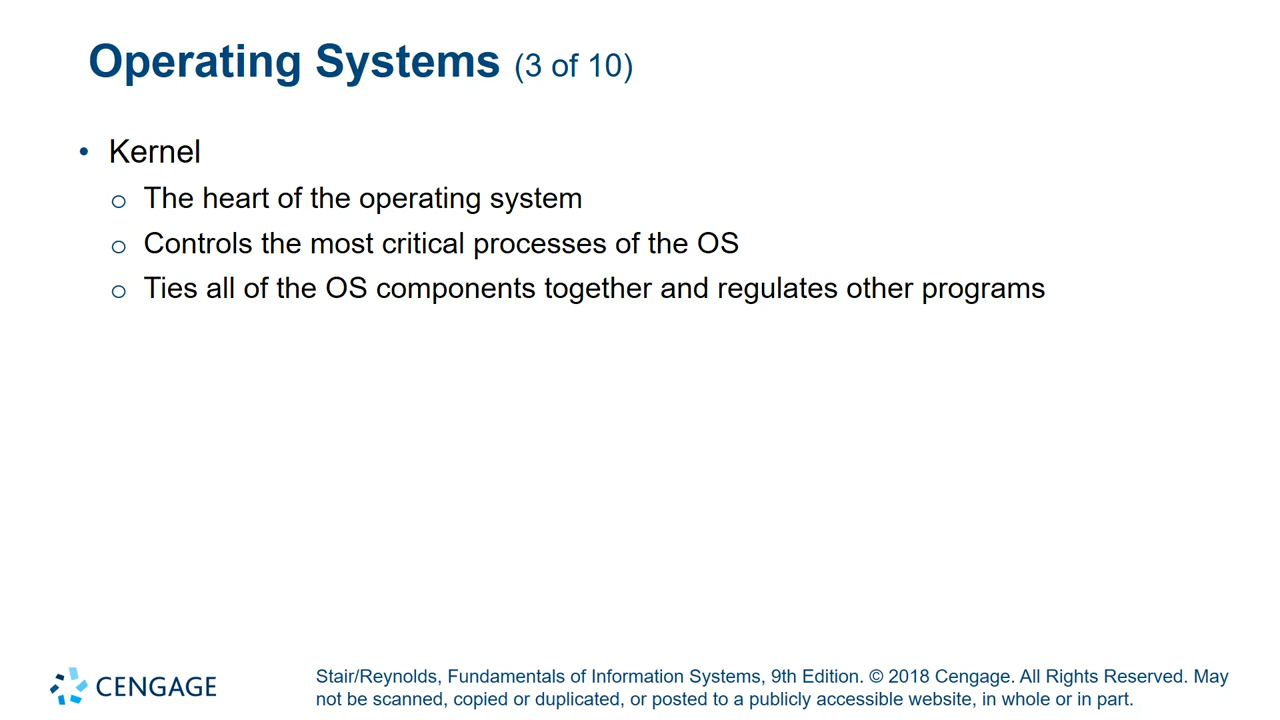 Operating Systems (3 of 10)
• Kernel
o The heart of the operating system
o Controls the most critical processes of the OS
o Ties all of the OS components together and regulates other programs
CENGAGE
Stair/Reynolds, Fundamentals of Information Systems, 9th Edition. © 2018 Cengage. All Rights Reserved. May
not be scanned, copied or duplicated, or posted to a publicly accessible website, in whole or in part.